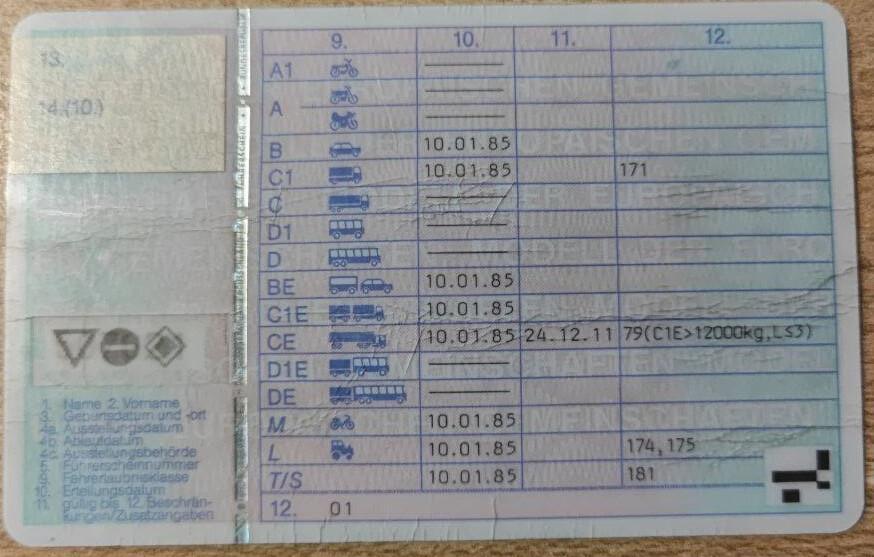 13.
14.(10.)
9. 10. 11. 12.
A1
A
B 10.01.85
C1 10.01.85 171
C
D1
D
BE 10.01.85
C1E 10.01.85
CE 10.01.85 24.12.11 79(C1E>12000kg,L≤3)
D1E
DE
M 10.01.85
L 10.01.85 174,175
T/S 10.01.85 181
12. 01
1. Name 2. Vorname
3. Geburtsdatum und -ort
4a. Ausstellungsdatum
4b. Ablaufdatum
4c. Ausstellungsbehörde
5. Führerscheinnummer
9. Fahrerlaubnisklasse
10. Erteilungsdatum
11. gültig bis 12. Beschrän-
kungen/Zusatzangaben